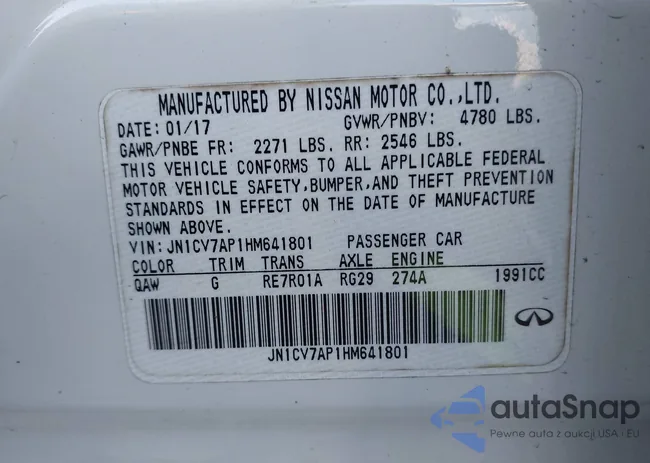 MANUFACTURED BY NISSAN MOTOR CO.,LTD.
DATE: 01/17 GVWR/PNBV: 4780 LBS.
GAWR/PNBE FR: 2271 LBS. RR: 2546 LBS.
THIS VEHICLE CONFORMS TO ALL APPLICABLE FEDERAL
MOTOR VEHICLE SAFETY,BUMPER,AND THEFT PREVENTION
STANDARDS IN EFFECT ON THE DATE OF MANUFACTURE
SHOWN ABOVE.
VIN: JN1CV7AP1HM641801 PASSENGER CAR
COLOR TRIM TRANS AXLE ENGINE
QAW G RE7R01A RG29 274A 1991CC
JN1CV7AP1HM641801
autaSnap
Pewne auta z aukcji USA - EU